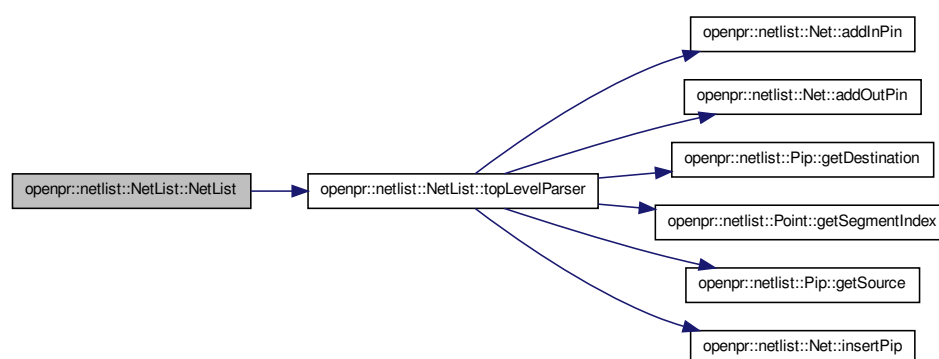 openpr::netlist::NetList::NetList
openpr::netlist::NetList::topLevelParser
openpr::netlist::Net::addInPin
openpr::netlist::Net::addOutPin
openpr::netlist::Pip::getDestination
openpr::netlist::Point::getSegmentIndex
openpr::netlist::Pip::getSource
openpr::netlist::Net::insertPip